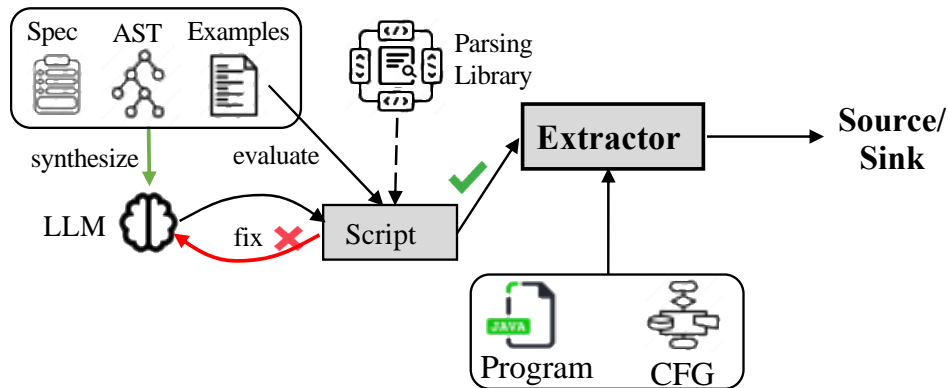 Spec AST Examples
Parsing
Library
synthesize
evaluate
Extractor
Source/
Sink
LLM
fix
Script
JAVA
Program
CFG